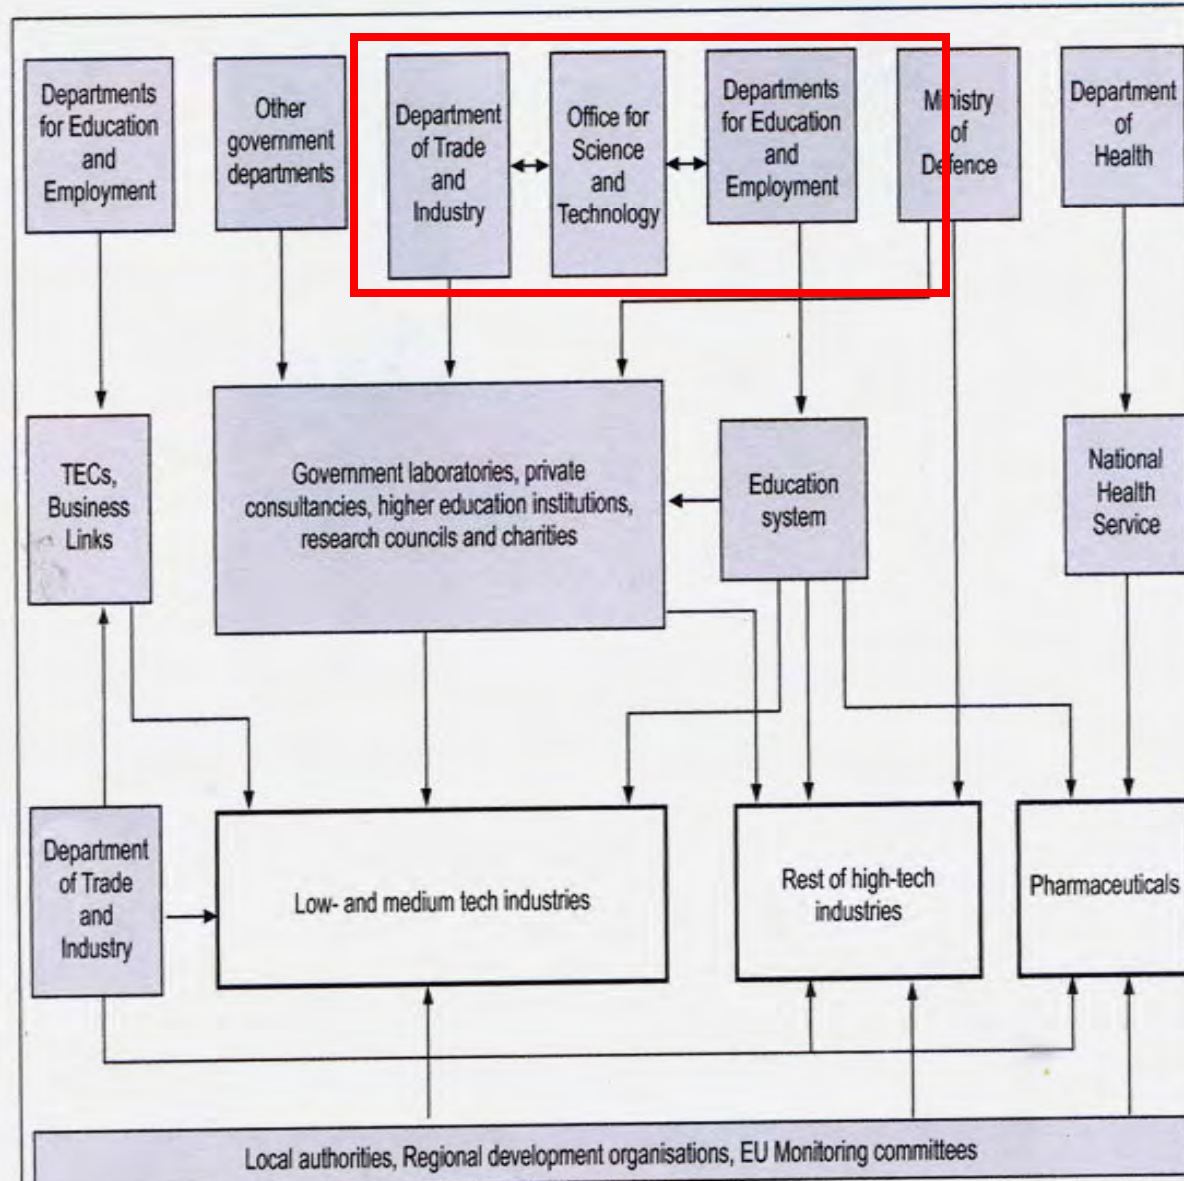 Departments
for Education
and
Employment
Other
government
departments
Department
of Trade
and
Industry
Office for
Science
and
Technology
Departments
for Education
and
Employment
Ministry
of
Defence
Department
of
Health
TECs,
Business
Links
Government laboratories, private
consultancies, higher education institutions,
research councils and charities
Education
system
National
Health
Service
Department
of Trade
and
Industry
Low- and medium tech industries
Rest of high-tech
industries
Pharmaceuticals
Local authorities, Regional development organisations, EU Monitoring committees